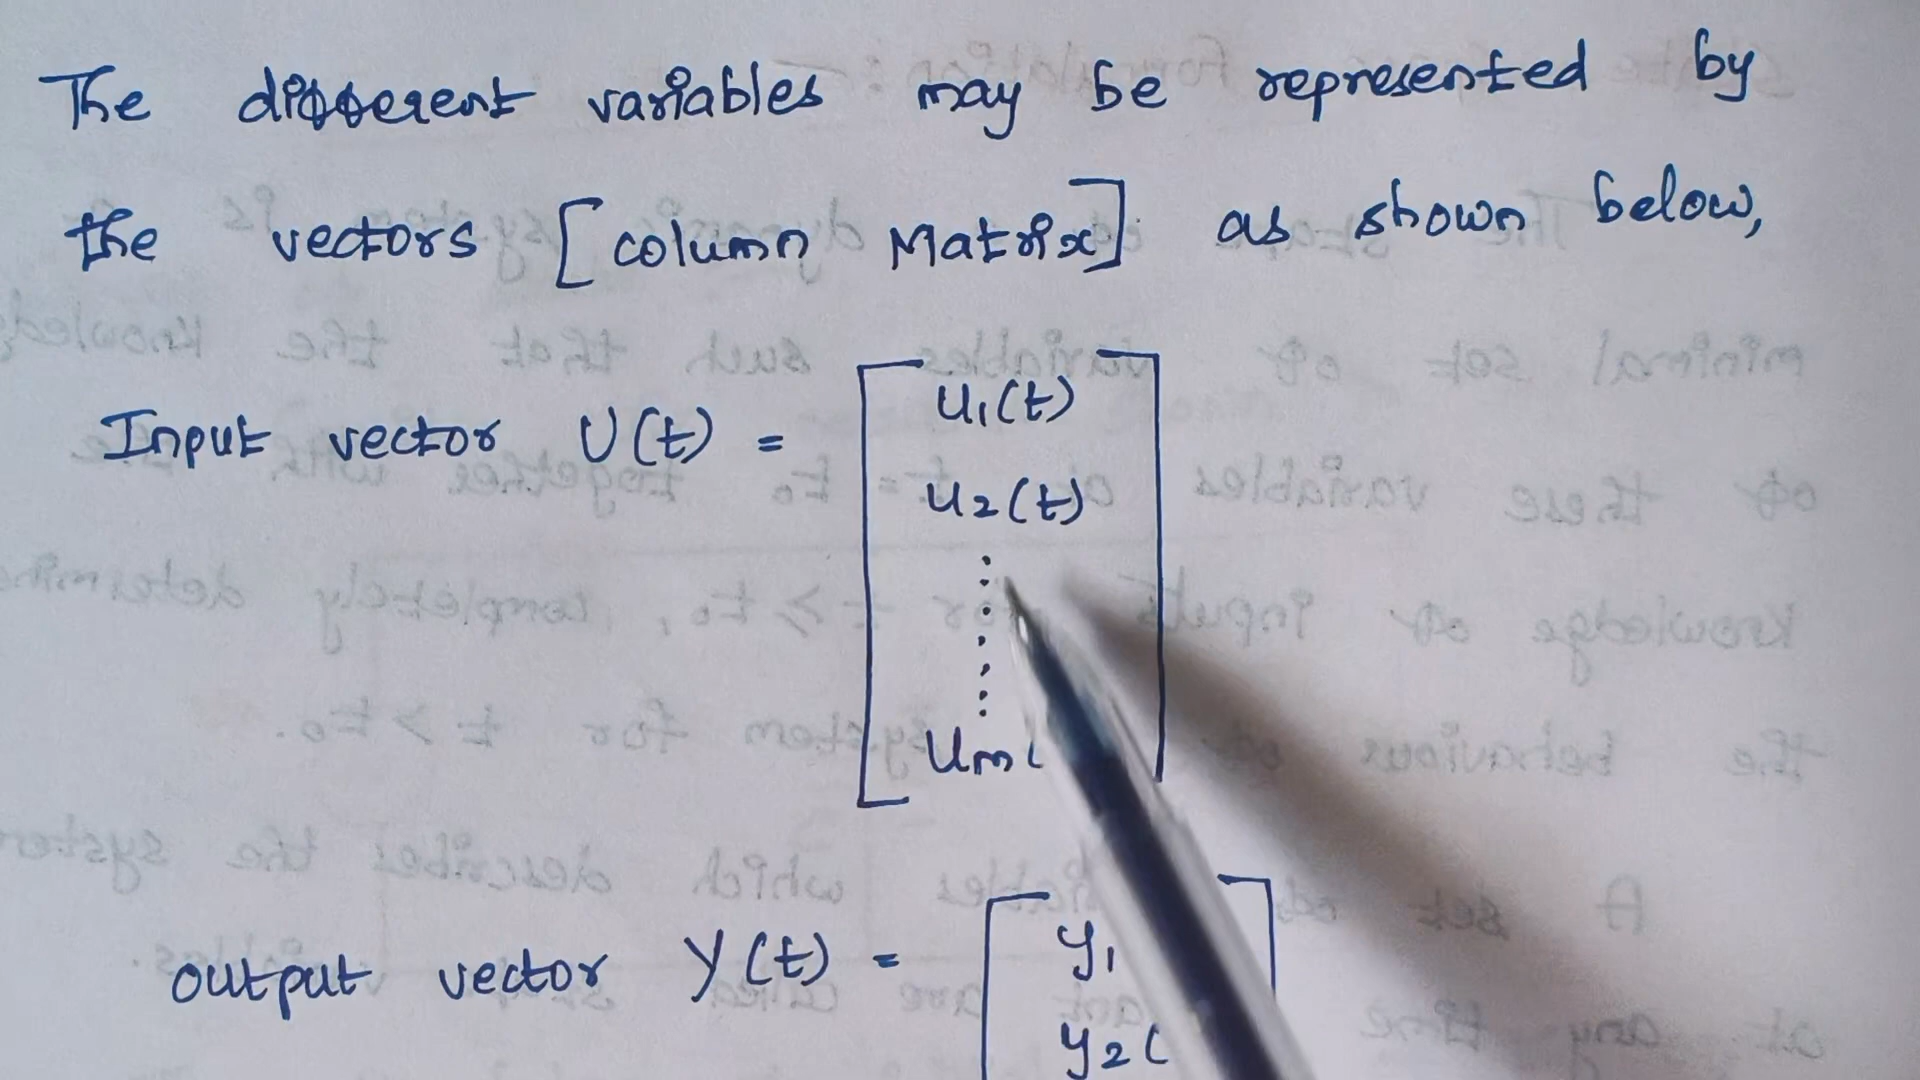 The different variables may be represented by
the vectors [column Matrix] as shown below,
Input vector U(t) =
u1(t)
u2(t)
⋮
um(
output vector Y(t) =
y1
y2(